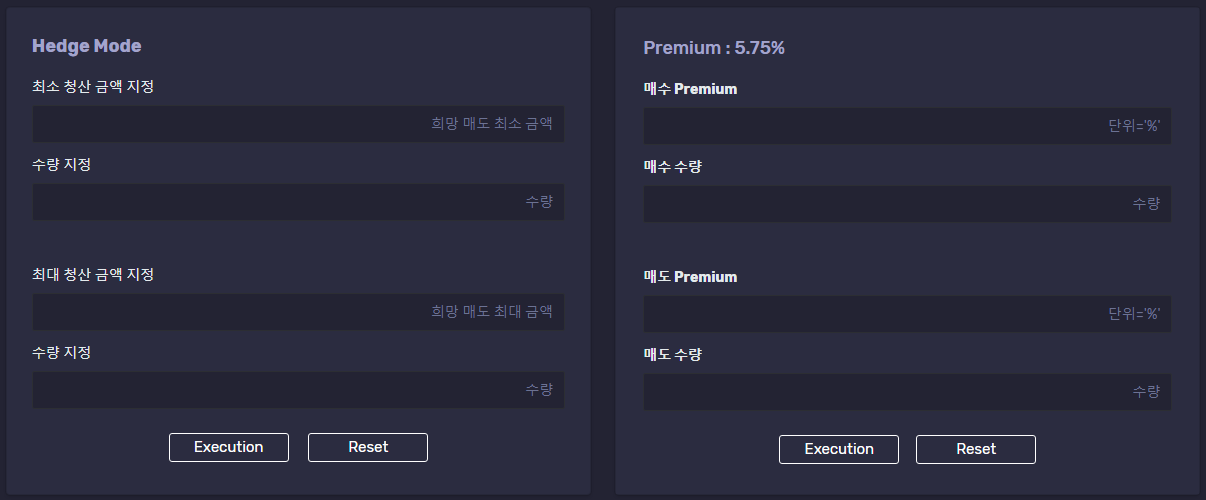 Hedge Mode
최소 청산 금액 지정
희망 매도 최소 금액
수량 지정
수량
최대 청산 금액 지정
희망 매도 최대 금액
수량 지정
수량
Execution
Reset
Premium : 5.75%
매수 Premium
단위='%'
매수 수량
수량
매도 Premium
단위='%'
매도 수량
수량
Execution
Reset